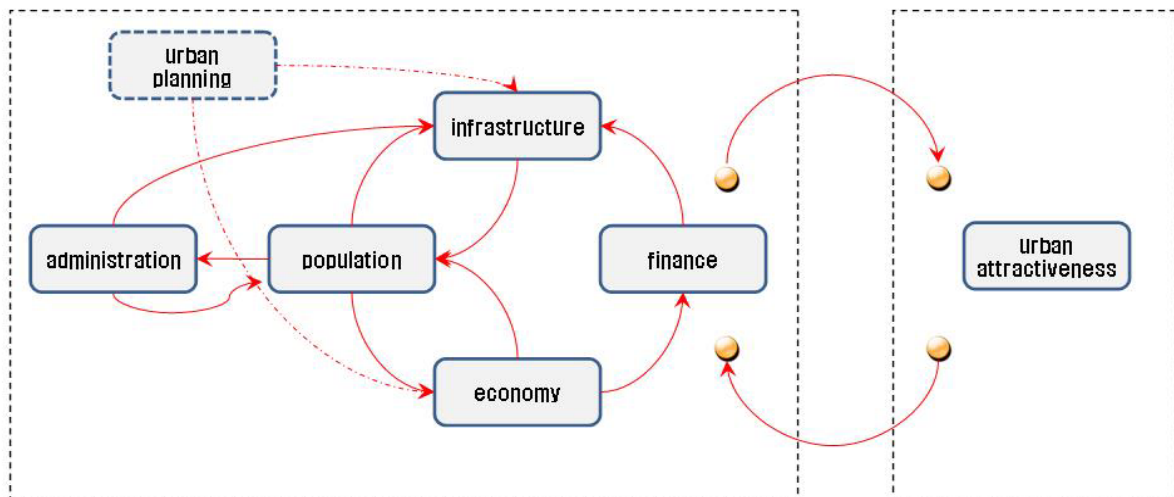 urban
planning
infrastructure
administration
population
finance
urban
attractiveness
economy